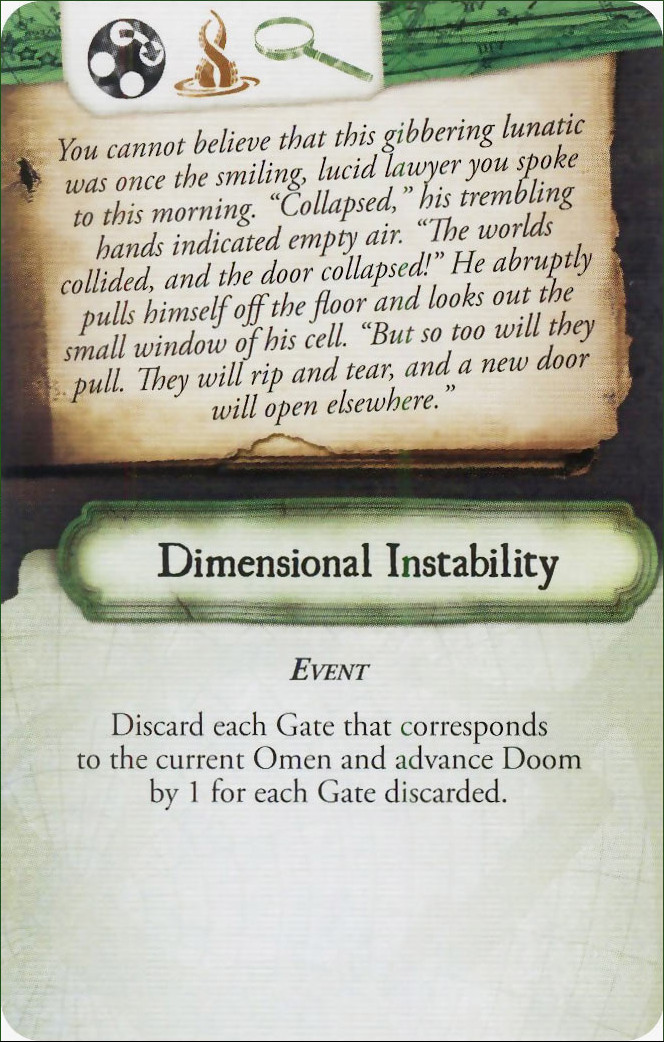 You cannot believe that this gibbering lunatic
was once the smiling, lucid lawyer you spoke
to this morning. “Collapsed,” his trembling
hands indicated empty air. “The worlds
collided, and the door collapsed!” He abruptly
pulls himself off the floor and looks out the
small window of his cell. “But so too will they
pull. They will rip and tear, and a new door
will open elsewhere.”
Dimensional Instability
Event
Discard each Gate that corresponds
to the current Omen and advance Doom
by 1 for each Gate discarded.